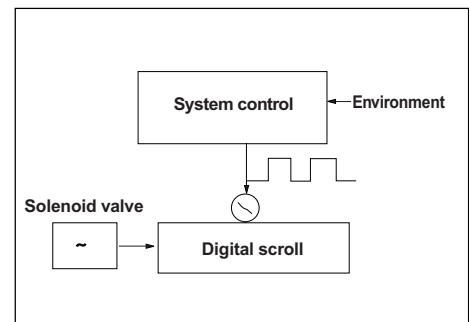 System control
Environment
Solenoid valve
~
Digital scroll